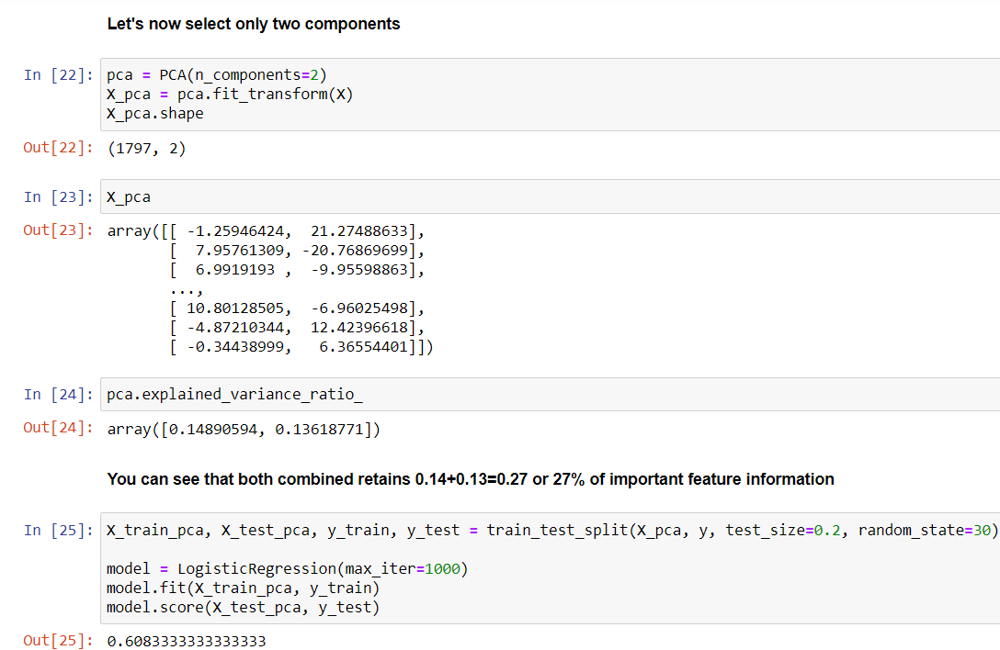 Let's now select only two components
In [22]: pca = PCA(n_components=2)
X_pca = pca.fit_transform(X)
X_pca.shape
Out[22]: (1797, 2)
In [23]: X_pca
Out[23]: array([[ -1.25946424,  21.27488633],
       [  7.95761309, -20.76869699],
       [  6.9919193 ,  -9.95598863],
       ...,
       [ 10.80128505,  -6.96025498],
       [ -4.87210344,  12.42396618],
       [ -0.34438999,   6.36554401]])
In [24]: pca.explained_variance_ratio_
Out[24]: array([0.14890594, 0.13618771])
You can see that both combined retains 0.14+0.13=0.27 or 27% of important feature information
In [25]: X_train_pca, X_test_pca, y_train, y_test = train_test_split(X_pca, y, test_size=0.2, random_state=30)
model = LogisticRegression(max_iter=1000)
model.fit(X_train_pca, y_train)
model.score(X_test_pca, y_test)
Out[25]: 0.6083333333333333